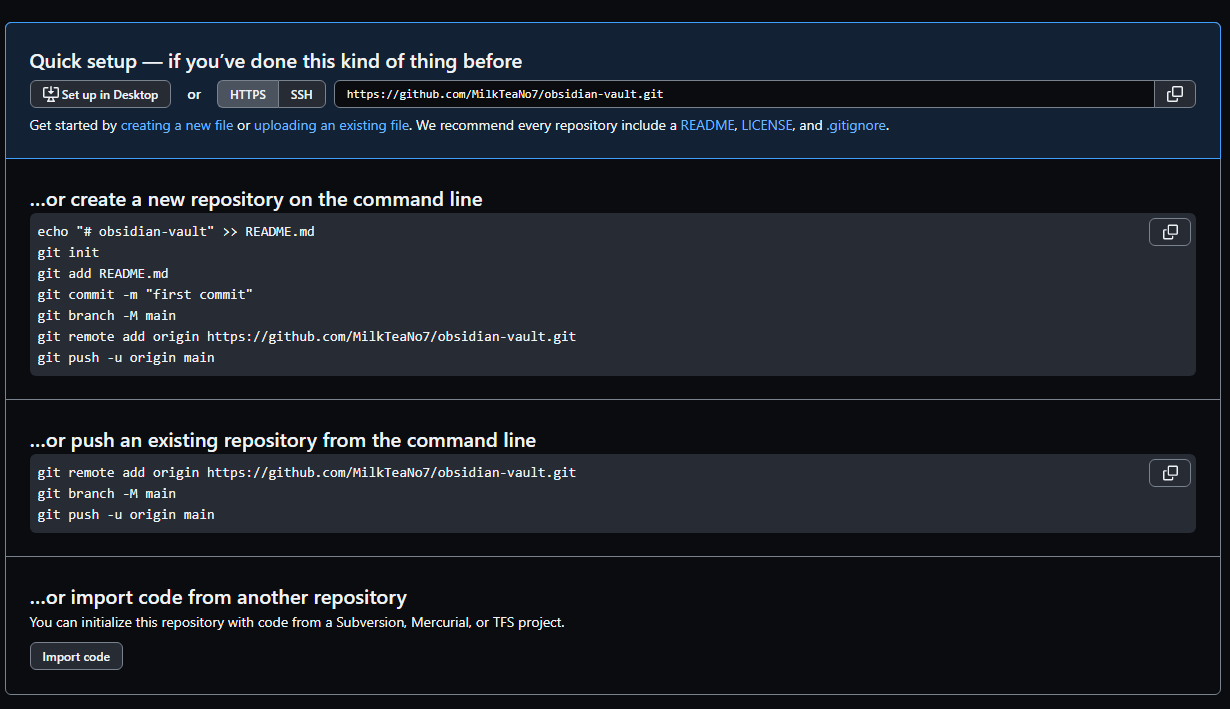 Quick setup — if you’ve done this kind of thing before
Set up in Desktop or HTTPS SSH https://github.com/MilkTeaNo7/obsidian-vault.git
Get started by creating a new file or uploading an existing file. We recommend every repository include a README, LICENSE, and .gitignore.
…or create a new repository on the command line
echo "# obsidian-vault" >> README.md
git init
git add README.md
git commit -m "first commit"
git branch -M main
git remote add origin https://github.com/MilkTeaNo7/obsidian-vault.git
git push -u origin main
…or push an existing repository from the command line
git remote add origin https://github.com/MilkTeaNo7/obsidian-vault.git
git branch -M main
git push -u origin main
…or import code from another repository
You can initialize this repository with code from a Subversion, Mercurial, or TFS project.
Import code